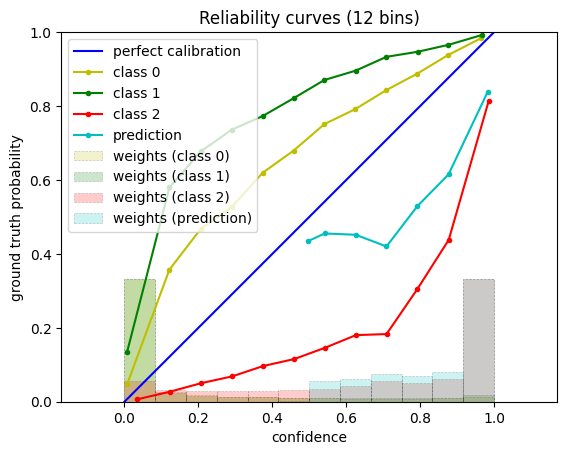 Reliability curves (12 bins)
perfect calibration
class 0
class 1
class 2
prediction
weights (class 0)
weights (class 1)
weights (class 2)
weights (prediction)
ground truth probability
1.0
0.8
0.6
0.4
0.2
0.0
0.0 0.2 0.4 0.6 0.8 1.0
confidence